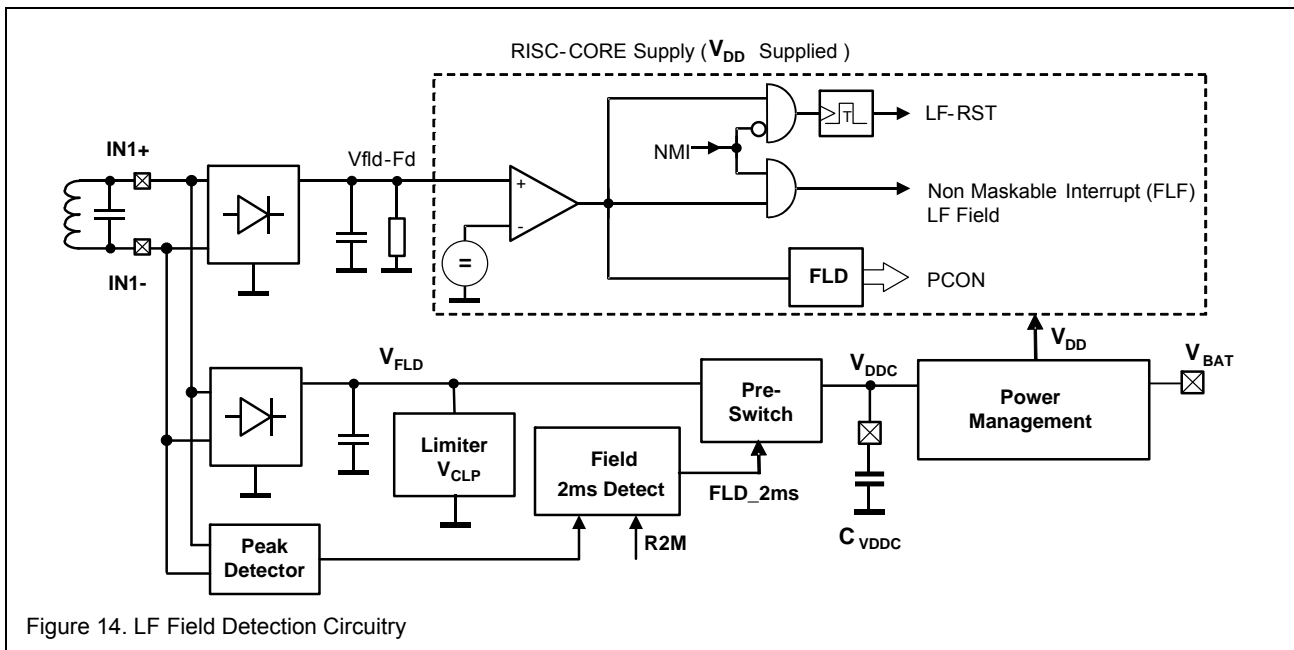 RISC-CORE Supply (VDD Supplied )
LF-RST
NMI
IN1+
Vfld-Fd
+
-
=
Non Maskable Interrupt (FLF)
LF Field
IN1-
FLD
PCON
VDD
VFLD
VDDC
VBAT
Pre-
Switch
Power
Management
Limiter
VCLP
Field
2ms Detect
FLD_2ms
R2M
CVDDC
Peak
Detector
T
Figure 14. LF Field Detection Circuitry